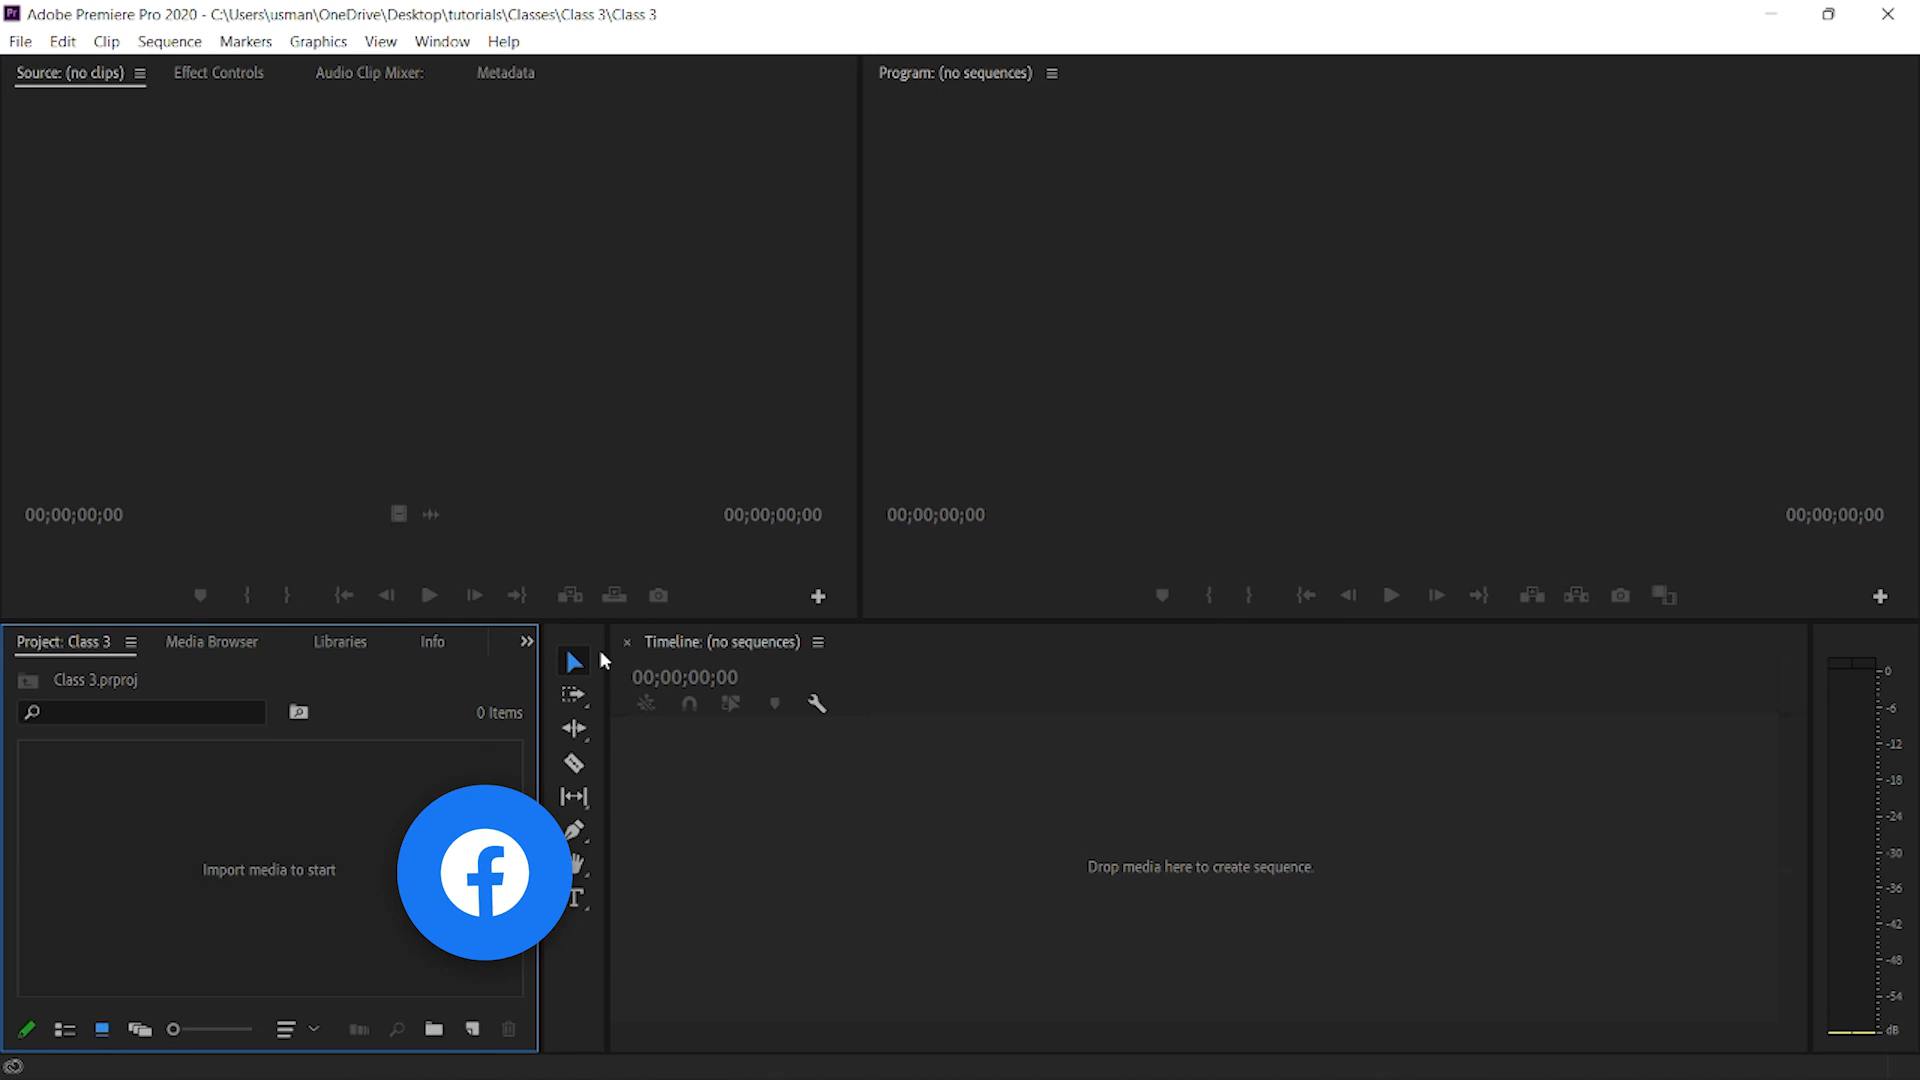 Adobe Premiere Pro 2020 - C:\Users\usman\OneDrive\Desktop\tutorials\Classes\Class 3\Class 3
File Edit Clip Sequence Markers Graphics View Window Help
Source: (no clips) Effect Controls Audio Clip Mixer: Metadata
Program: (no sequences)
00;00;00;00 00;00;00;00
00;00;00;00 00;00;00;00
Project: Class 3 Media Browser Libraries Info
Class 3.prproj
0 Items
Import media to start
Timeline: (no sequences)
00;00;00;00
Drop media here to create sequence.
0
-6
-12
-18
-24
-30
-36
-42
-48
-54
dB